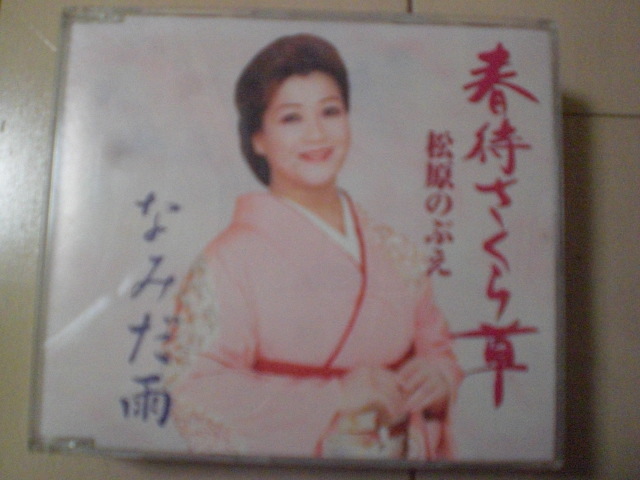 春待さくら草
松原のぶえ
なみだ雨